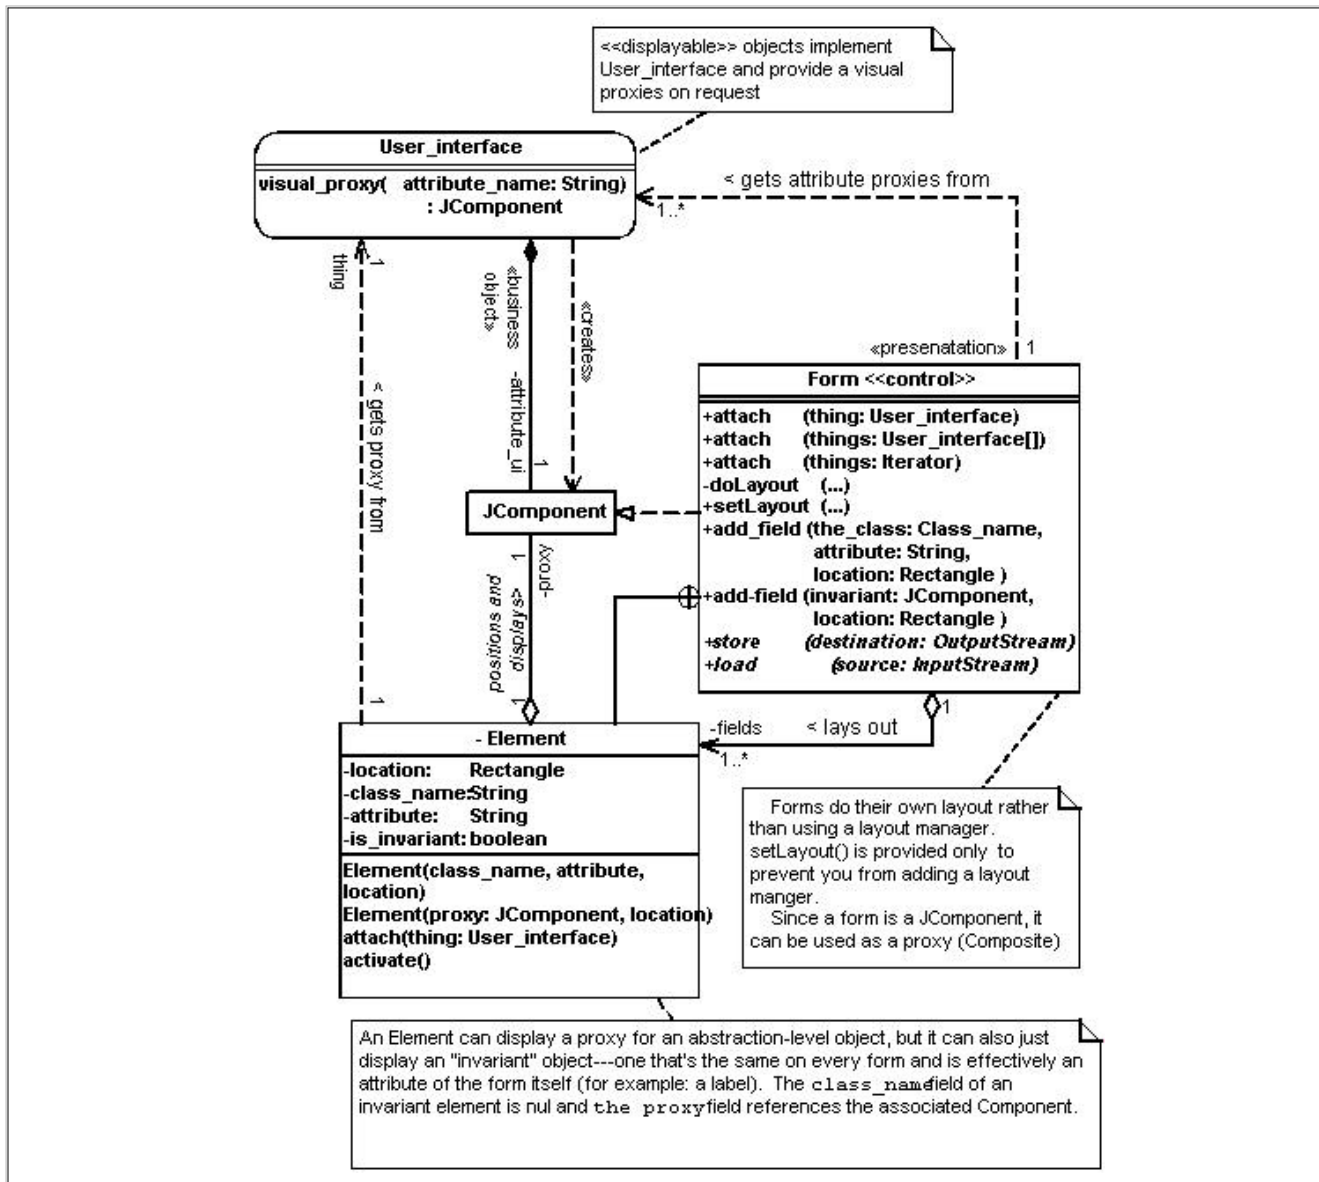 <<displayable>> objects implement
User_interface and provide a visual
proxies on request
User_interface
visual_proxy( attribute_name: String)
: JComponent
< gets attribute proxies from
1..*
1
thing
«business
object»
-attribute_ui
1
«creates»
< gets proxy from
«presenatation» 1
Form <<control>>
+attach (thing: User_interface)
+attach (things: User_interface[])
+attach (things: Iterator)
-doLayout (...)
+setLayout (...)
+add_field (the_class: Class_name,
attribute: String,
location: Rectangle )
+add-field (invariant: JComponent,
location: Rectangle )
+store (destination: OutputStream)
+load (source: InputStream)
JComponent
1
-proxy
positions and
displays>
1
1
1
-fields < lays out
1..*
- Element
-location: Rectangle
-class_name:String
-attribute: String
-is_invariant: boolean
Element(class_name, attribute,
location)
Element(proxy: JComponent, location)
attach(thing: User_interface)
activate()
Forms do their own layout rather
than using a layout manager.
setLayout() is provided only to
prevent you from adding a layout
manger.
Since a form is a JComponent, it
can be used as a proxy (Composite)
An Element can display a proxy for an abstraction-level object, but it can also just
display an "invariant" object---one that's the same on every form and is effectively an
attribute of the form itself (for example: a label). The class_namefield of an
invariant element is nul and the proxyfield references the associated Component.